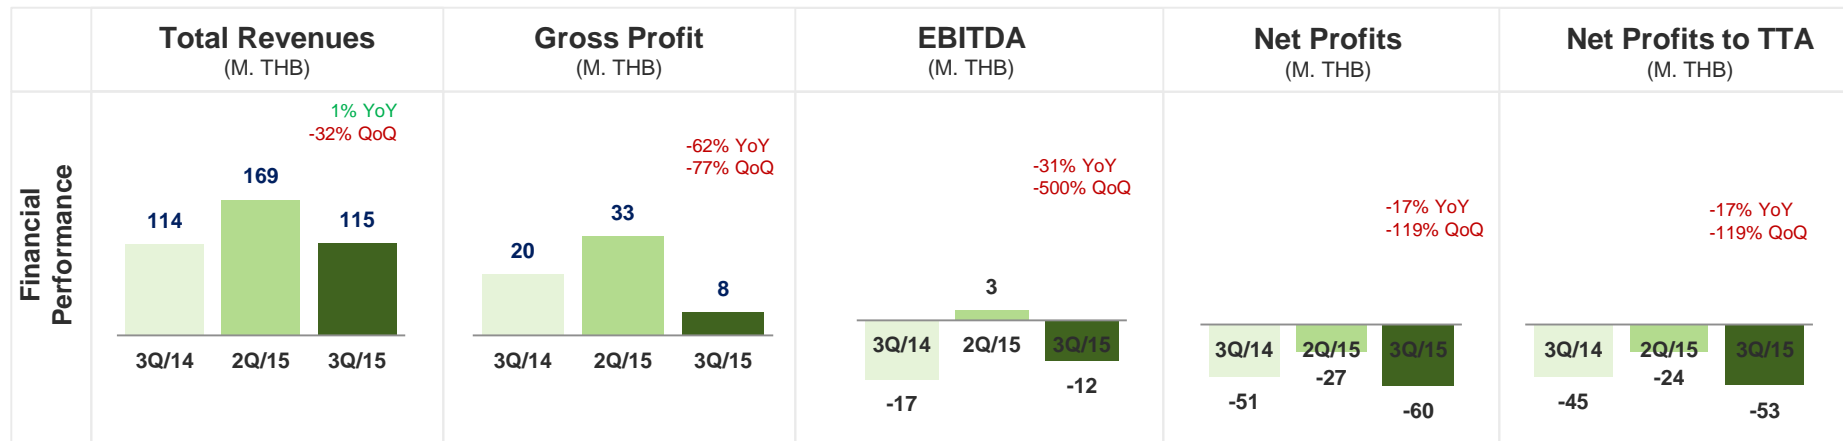 Total Revenues
(M. THB)
Gross Profit
(M. THB)
EBITDA
(M. THB)
Net Profits
(M. THB)
Net Profits to TTA
(M. THB)
Financial
Performance
1% YoY
-32% QoQ
114
169
115
3Q/14
2Q/15
3Q/15
-62% YoY
-77% QoQ
20
33
8
3Q/14
2Q/15
3Q/15
-31% YoY
-500% QoQ
3
3Q/14
2Q/15
3Q/15
-17
-12
-17% YoY
-119% QoQ
3Q/14
2Q/15
3Q/15
-51
-27
-60
-17% YoY
-119% QoQ
3Q/14
2Q/15
3Q/15
-45
-24
-53